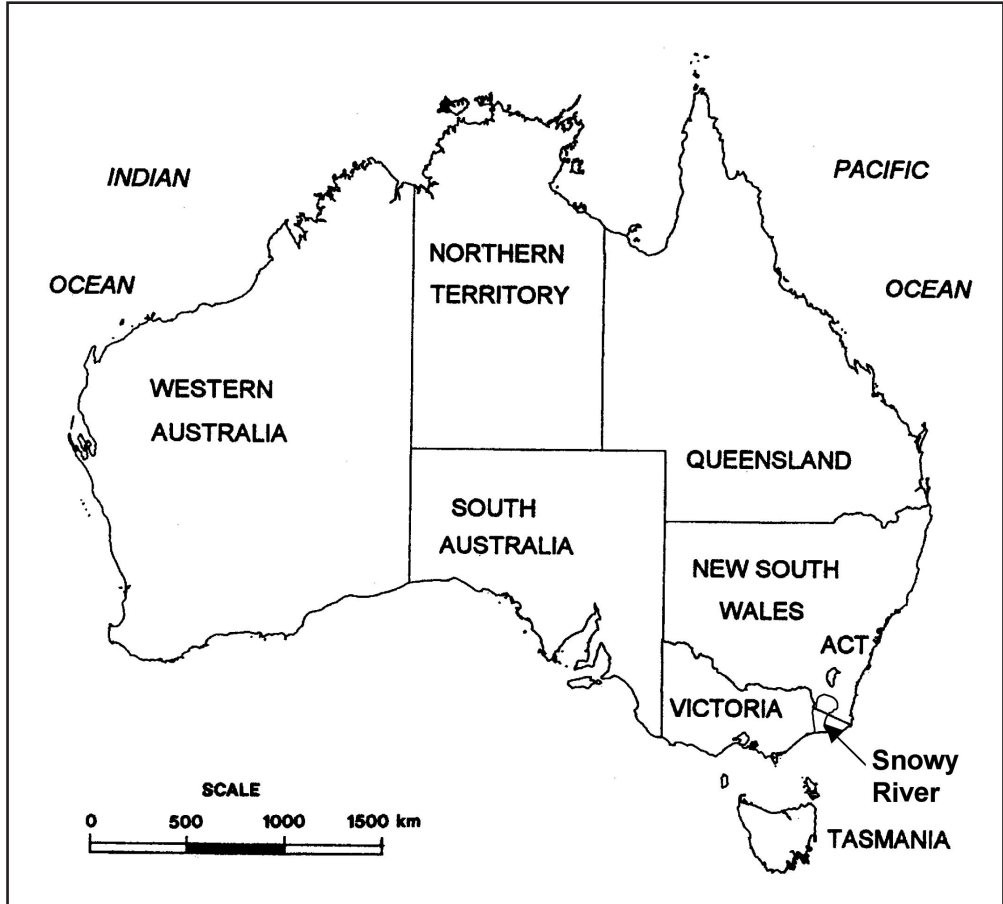 INDIAN
OCEAN
PACIFIC
OCEAN
NORTHERN
TERRITORY
WESTERN
AUSTRALIA
QUEENSLAND
SOUTH
AUSTRALIA
NEW SOUTH
WALES
ACT
VICTORIA
Snowy
River
TASMANIA
SCALE
0 500 1000 1500 km